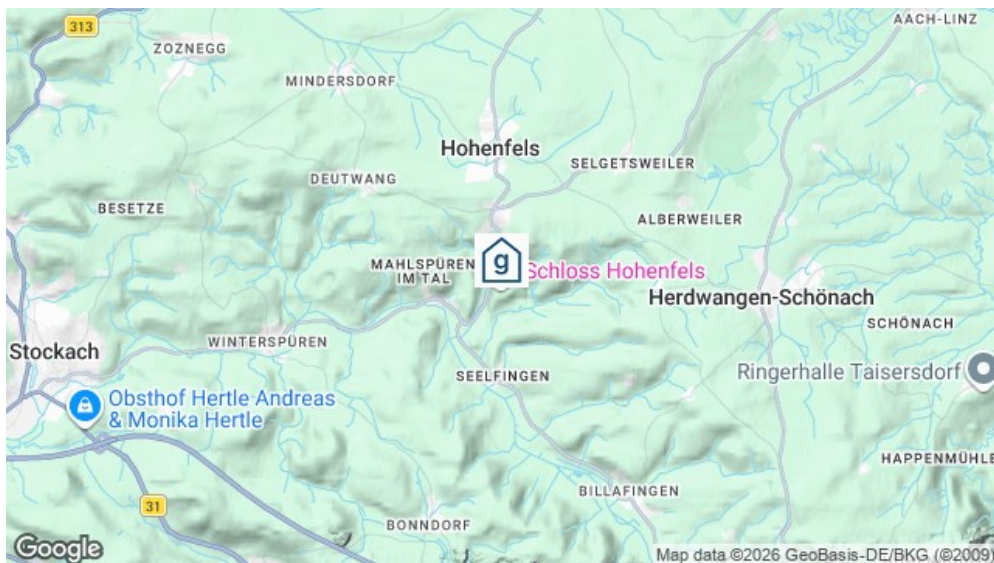 313
ZOZNEGG
AACH-LINZ
MINDERSDORF
Hohenfels
SELGETSWEILER
DEUTWANG
BESETZE
ALBERWEILER
MAHLSPÜREN
IM TAL
g
Schloss Hohenfels
Herdwangen-Schönach
SCHÖNACH
WINTERSPÜREN
Stockach
SEELFINGEN
Ringerhalle Taisersdorf
Obsthof Hertle Andreas
& Monika Hertle
HAPPENMÜHLE
BILLAFINGEN
31
BONNDORF
Google
Map data ©2026 GeoBasis-DE/BKG (©2009)